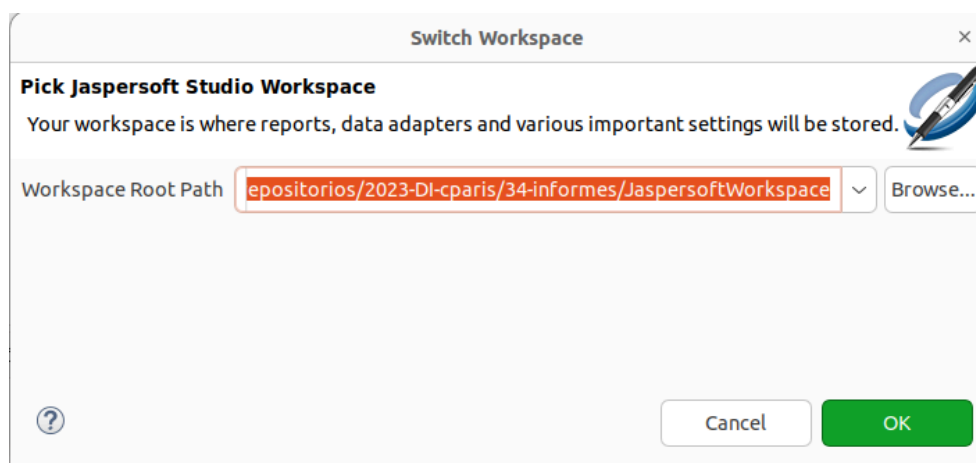 Switch Workspace
Pick Jaspersoft Studio Workspace
Your workspace is where reports, data adapters and various important settings will be stored.
Workspace Root Path epositorios/2023-DI-cparis/34-informes/JaspersoftWorkspace Browse...
Cancel OK